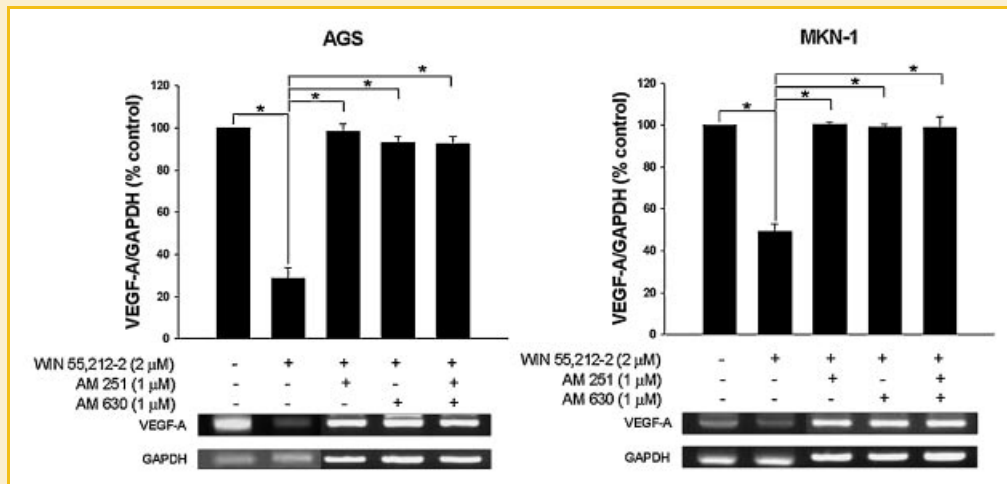 AGS
*
*
*
*
120
100
80
60
40
20
0
VEGF-A/GAPDH (% control)
WIN 55,212-2 (2 μM) - + + + +
AM 251 (1 μM) - - + - +
AM 630 (1 μM) - - - + +
VEGF-A
GAPDH
MKN-1
*
*
*
*
120
100
80
60
40
20
0
VEGF-A/GAPDH (% control)
WIN 55,212-2 (2 μM) - + + + +
AM 251 (1 μM) - - + - +
AM 630 (1 μM) - - - + +
VEGF-A
GAPDH